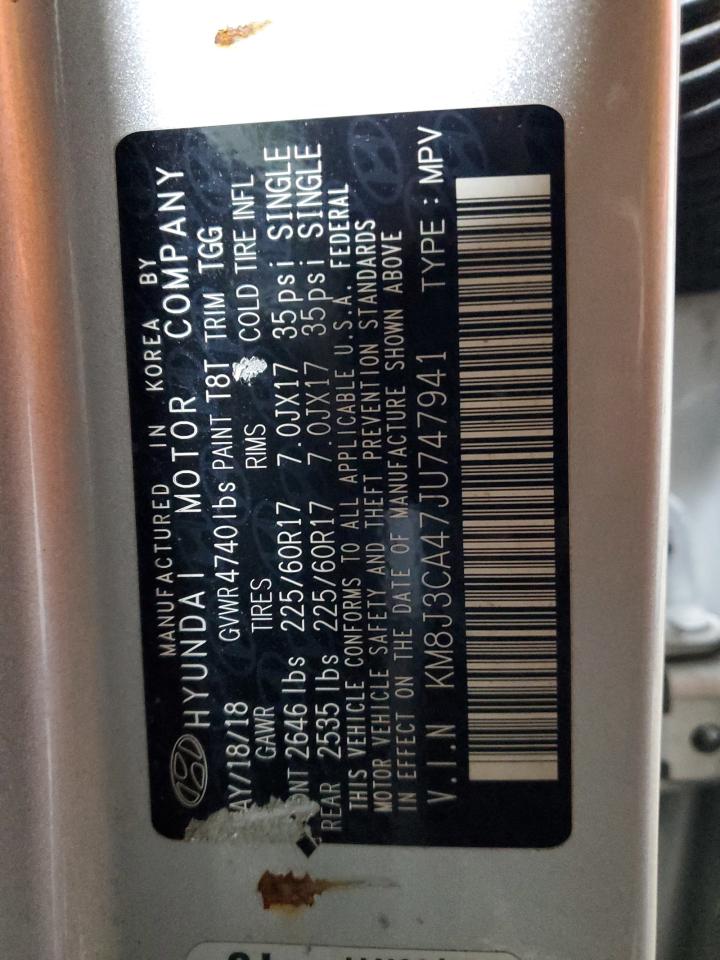 MANUFACTURED IN KOREA BY
HYUNDAI MOTOR COMPANY
AY/18/18 GVWR 4740lbs PAINT T8T TRIM TGG
GAWR TIRES RIMS COLD TIRE INFL
NT 2646 lbs 225/60R17 7.0JX17 35psi SINGLE
REAR 2535 lbs 225/60R17 7.0JX17 35psi SINGLE
THIS VEHICLE CONFORMS TO ALL APPLICABLE U.S.A. FEDERAL
MOTOR VEHICLE SAFETY AND THEFT PREVENTION STANDARDS
IN EFFECT ON THE DATE OF MANUFACTURE SHOWN ABOVE
V.I.N KM8J3CA47JU747941 TYPE : MPV